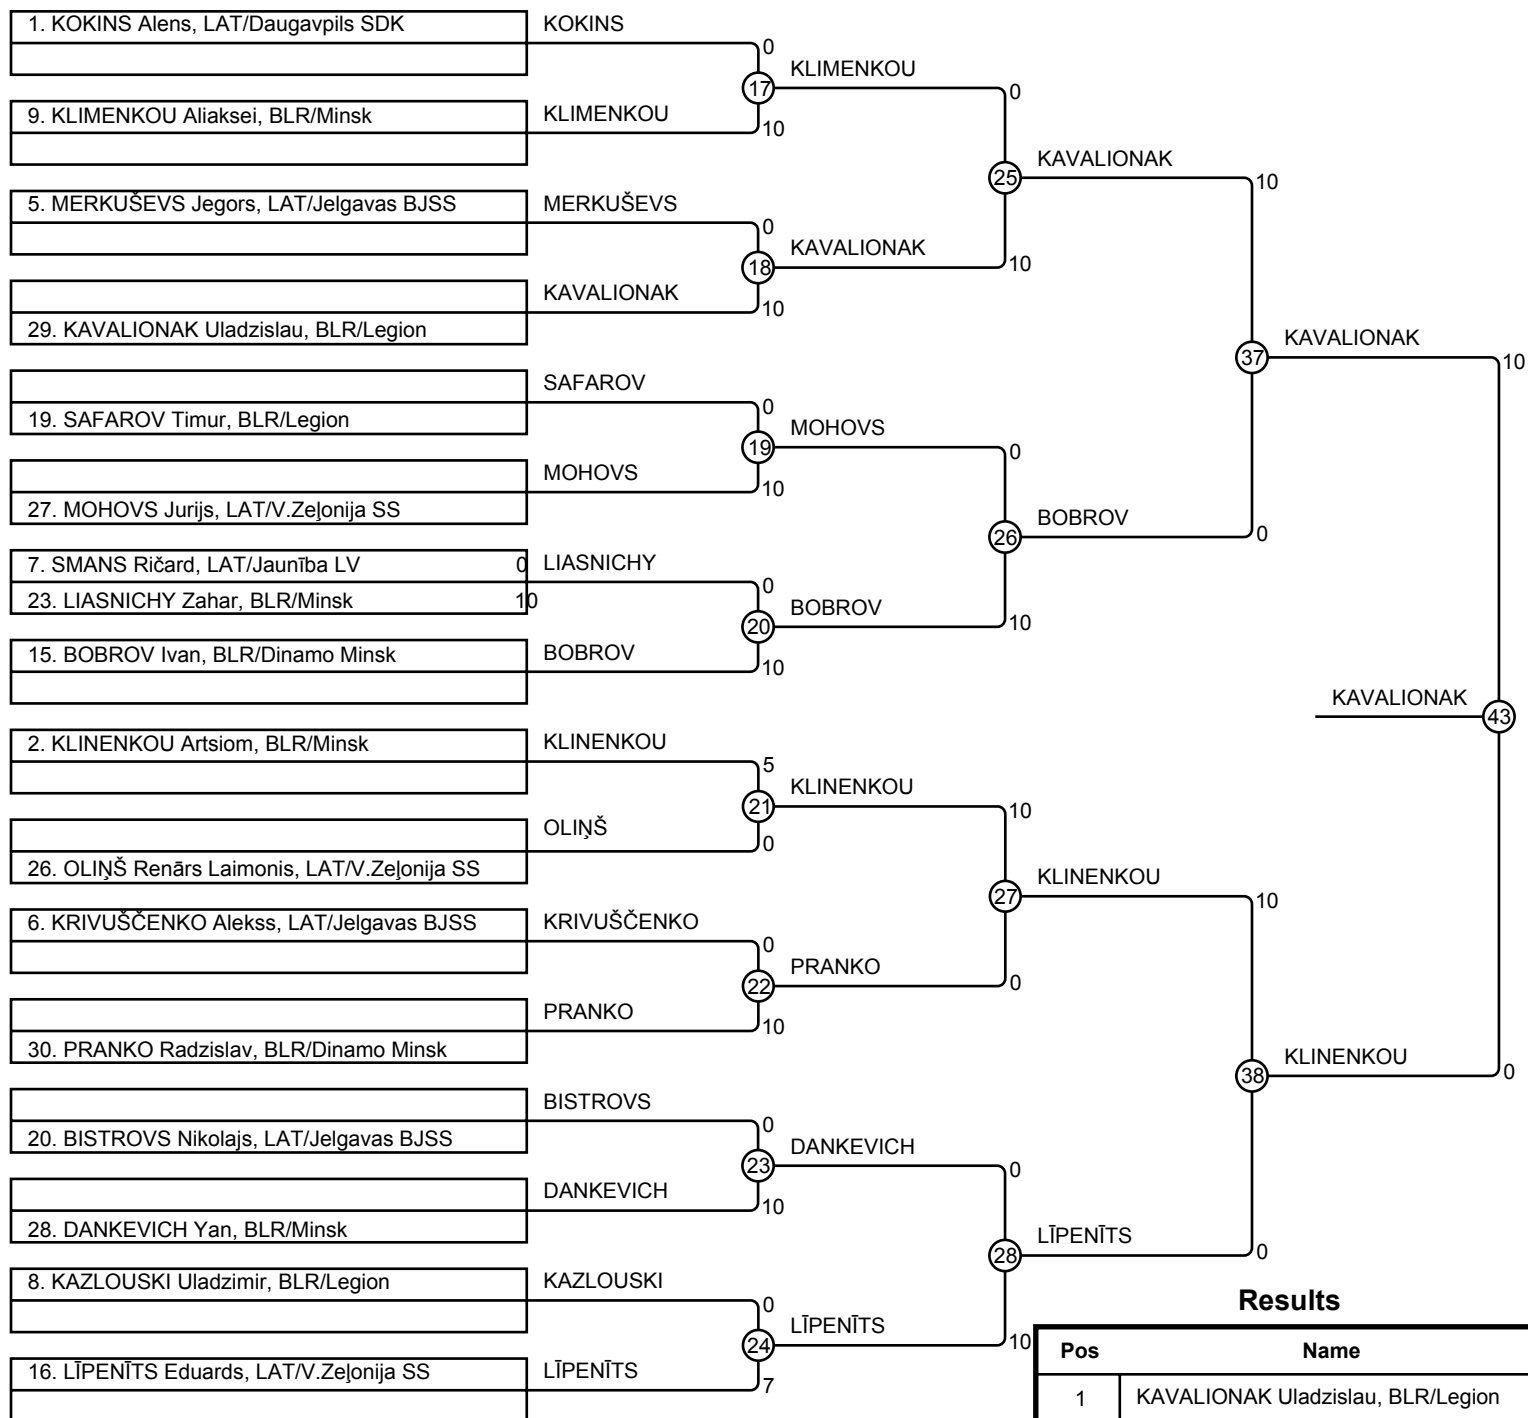 1. KOKINS Alens, LAT/Daugavpils SDK
KOKINS
0
17
KLIMENKOU
0
9. KLIMENKOU Aliaksei, BLR/Minsk
KLIMENKOU
10
25
KAVALIONAK
10
5. MERKUŠEVS Jegors, LAT/Jelgavas BJSS
MERKUŠEVS
0
18
KAVALIONAK
10
KAVALIONAK
10
29. KAVALIONAK Uladzislau, BLR/Legion
37
KAVALIONAK
10
SAFAROV
0
19. SAFAROV Timur, BLR/Legion
19
MOHOVS
0
MOHOVS
10
27. MOHOVS Jurijs, LAT/V.Zeļonija SS
26
BOBROV
0
7. SMANS Ričard, LAT/Jaunība LV 0
LIASNICHY
0
23. LIASNICHY Zahar, BLR/Minsk 10
20
BOBROV
10
15. BOBROV Ivan, BLR/Dinamo Minsk
BOBROV
10
KAVALIONAK
43
2. KLINENKOU Artsiom, BLR/Minsk
KLINENKOU
5
21
KLINENKOU
10
OLIŅŠ
0
26. OLIŅŠ Renārs Laimonis, LAT/V.Zeļonija SS
27
KLINENKOU
10
6. KRIVUŠČENKO Alekss, LAT/Jelgavas BJSS
KRIVUŠČENKO
0
22
PRANKO
0
PRANKO
10
30. PRANKO Radzislav, BLR/Dinamo Minsk
38
KLINENKOU
0
BISTROVS
0
20. BISTROVS Nikolajs, LAT/Jelgavas BJSS
23
DANKEVICH
0
DANKEVICH
10
28. DANKEVICH Yan, BLR/Minsk
28
LĪPENĪTS
0
8. KAZLOUSKI Uladzimir, BLR/Legion
KAZLOUSKI
0
24
LĪPENĪTS
10
16. LĪPENĪTS Eduards, LAT/V.Zeļonija SS
LĪPENĪTS
7
Results
Pos Name
1 KAVALIONAK Uladzislau, BLR/Legion